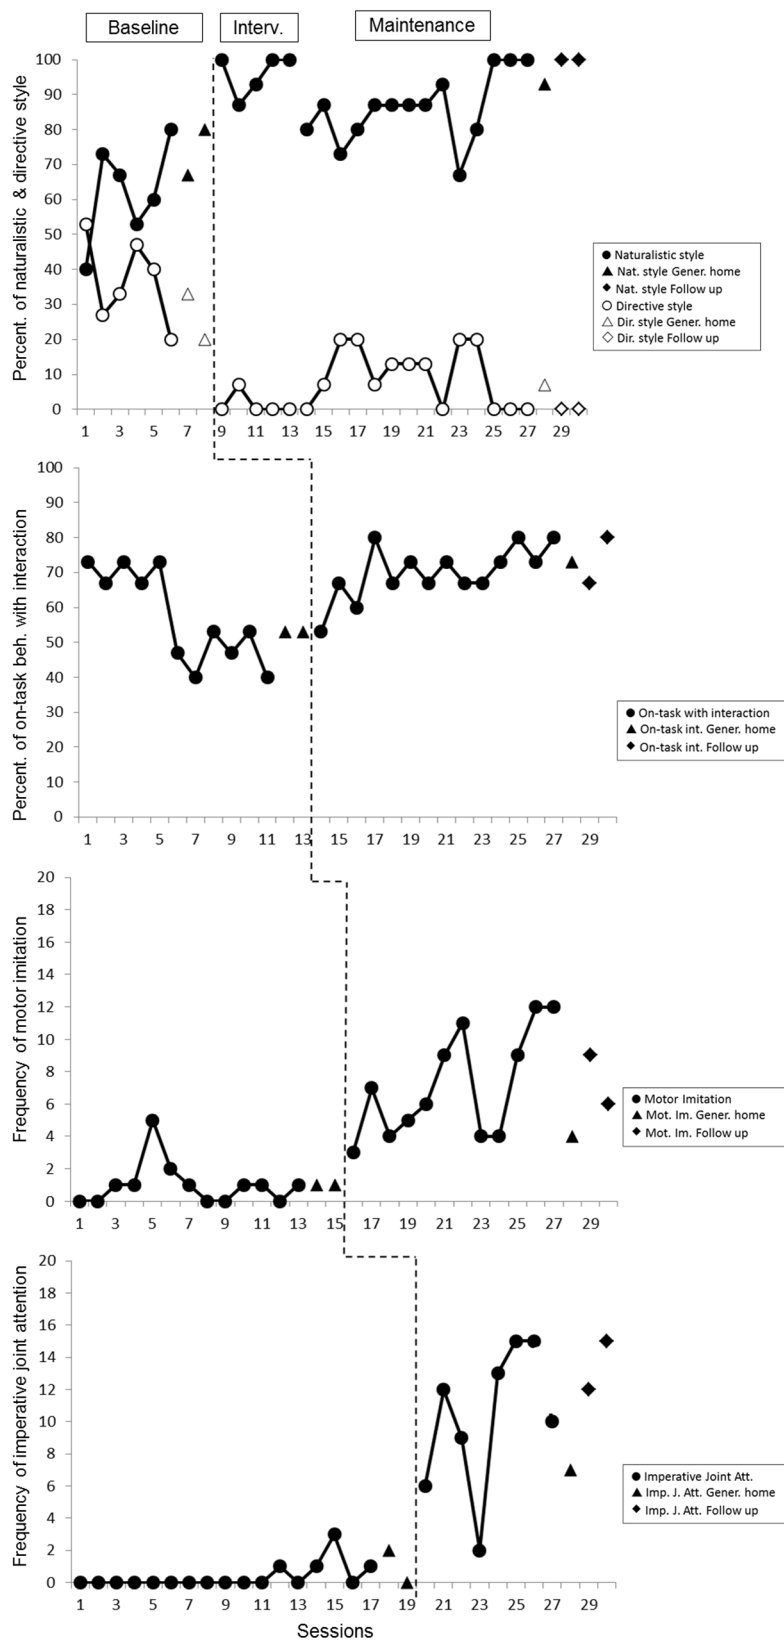 Baseline Interv. Maintenance
Percent. of naturalistic & directive style
100
90
80
70
60
50
40
30
20
10
0
1 3 5 7 9 11 13 15 17 19 21 23 25 27 29
Naturalistic style
Nat. style Gener. home
Nat. style Follow up
Directive style
Dir. style Gener. home
Dir. style Follow up
Percent. of on-task beh. with interaction
100
90
80
70
60
50
40
30
20
10
0
1 3 5 7 9 11 13 15 17 19 21 23 25 27 29
On-task with interaction
On-task int. Gener. home
On-task int. Follow up
Frequency of motor imitation
20
18
16
14
12
10
8
6
4
2
0
1 3 5 7 9 11 13 15 17 19 21 23 25 27 29
Motor Imitation
Mot. Im. Gener. home
Mot. Im. Follow up
Frequency of imperative joint attention
20
18
16
14
12
10
8
6
4
2
0
1 3 5 7 9 11 13 15 17 19 21 23 25 27 29
Imperative Joint Att.
Imp. J. Att. Gener. home
Imp. J. Att. Follow up
Sessions